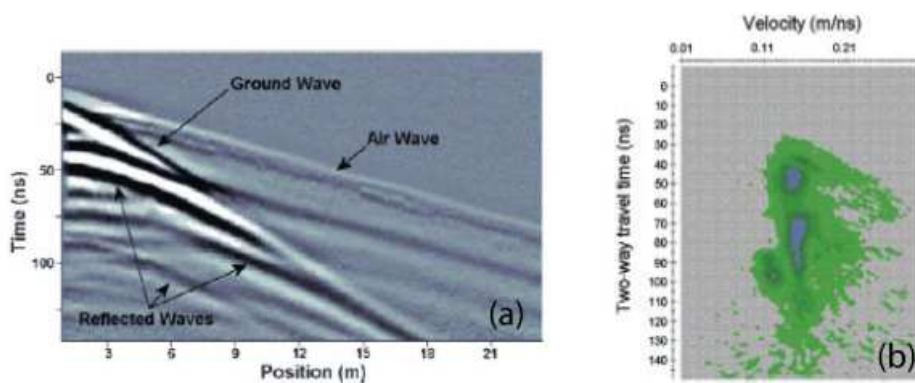 0
50
100
Time (ns)
Ground Wave
Air Wave
Reflected Waves
3 6 9 12 15 18 21
Position (m)
(a)
Velocity (m/ns)
0.01 0.11 0.21
Two-way travel time (ns)
0
10
20
30
40
50
60
70
80
90
100
110
120
130
140
(b)